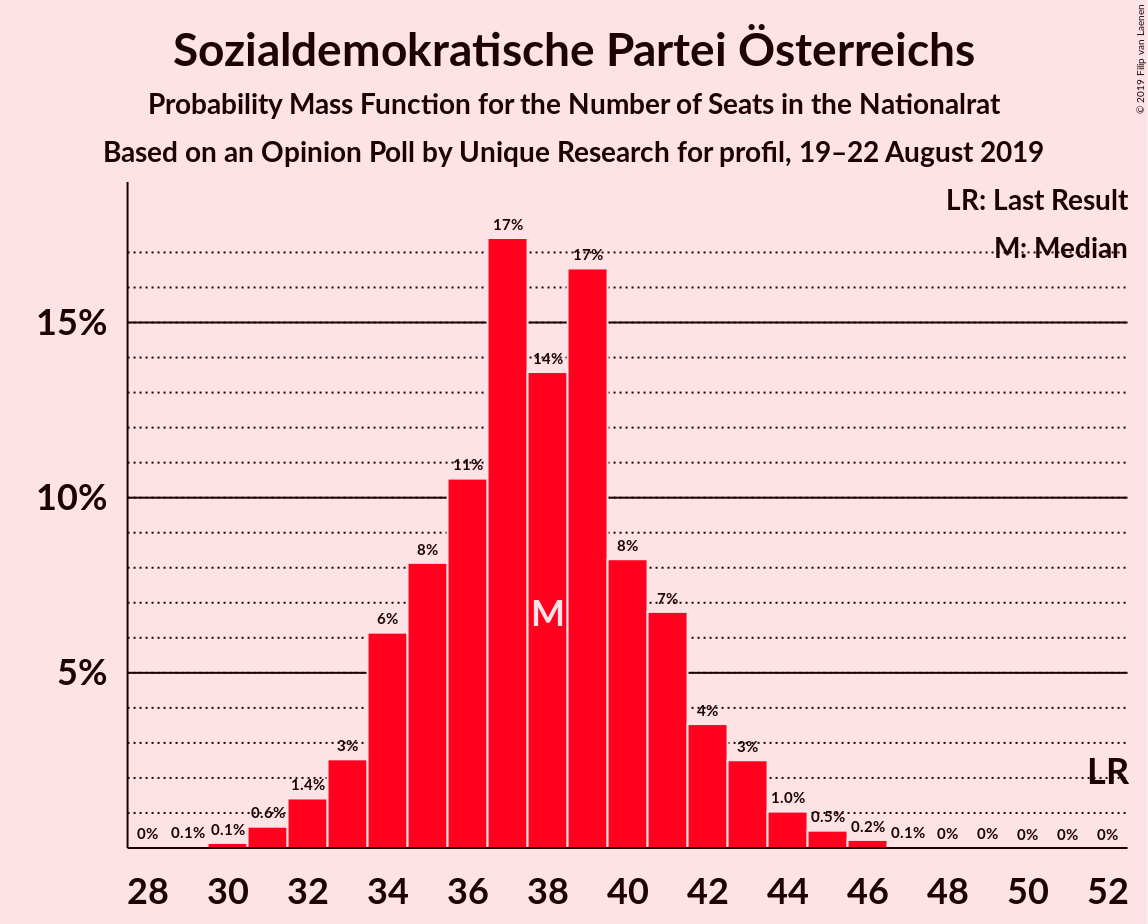 Sozialdemokratische Partei Österreichs
Probability Mass Function for the Number of Seats in the Nationalrat
Based on an Opinion Poll by Unique Research for profil, 19–22 August 2019
© 2019 Filip van Laenen
LR: Last Result
M: Median
15%
10%
5%
0% 0.1% 0.1% 0.6% 1.4% 3% 6% 8% 11% 17% 14% 17% 8% 7% 4% 3% 1.0% 0.5% 0.2% 0.1% 0% 0% 0% 0% 0%
M
LR
28 30 32 34 36 38 40 42 44 46 48 50 52